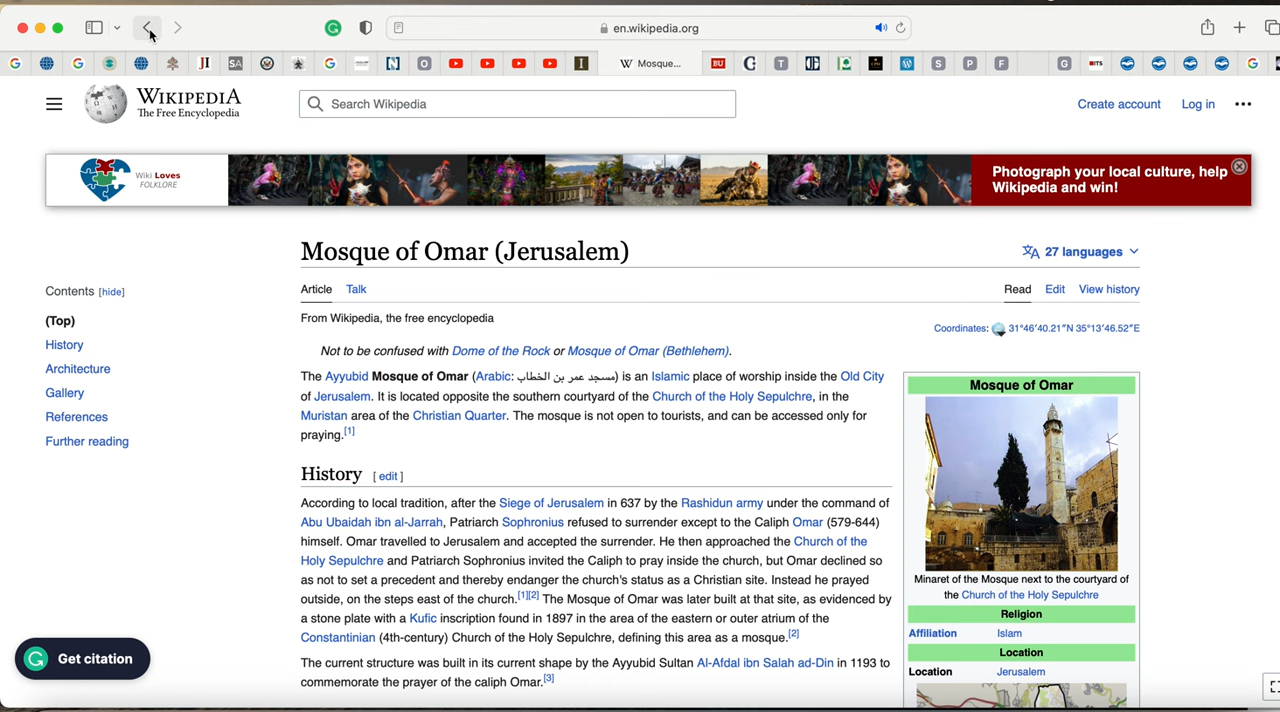 en.wikipedia.org
G G JI SA G N O I W Mosque... BU G T W S P F G BITS G
WIKIPEDIA
The Free Encyclopedia
Search Wikipedia
Create account Log in
Wiki Loves
FOLKLORE
Photograph your local culture, help
Wikipedia and win!
Mosque of Omar (Jerusalem)
27 languages
Contents [hide]
(Top)
History
Architecture
Gallery
References
Further reading
Article Talk
Read Edit View history
From Wikipedia, the free encyclopedia
Coordinates: 31°46′40.21″N 35°13′46.52″E
Not to be confused with Dome of the Rock or Mosque of Omar (Bethlehem).
The Ayyubid Mosque of Omar (Arabic: مسجد عمر بن الخطاب) is an Islamic place of worship inside the Old City
of Jerusalem. It is located opposite the southern courtyard of the Church of the Holy Sepulchre, in the
Muristan area of the Christian Quarter. The mosque is not open to tourists, and can be accessed only for
praying.[1]
History [ edit ]
According to local tradition, after the Siege of Jerusalem in 637 by the Rashidun army under the command of
Abu Ubaidah ibn al-Jarrah, Patriarch Sophronius refused to surrender except to the Caliph Omar (579-644)
himself. Omar travelled to Jerusalem and accepted the surrender. He then approached the Church of the
Holy Sepulchre and Patriarch Sophronius invited the Caliph to pray inside the church, but Omar declined so
as not to set a precedent and thereby endanger the church's status as a Christian site. Instead he prayed
outside, on the steps east of the church.[1][2] The Mosque of Omar was later built at that site, as evidenced by
a stone plate with a Kufic inscription found in 1897 in the area of the eastern or outer atrium of the
Constantinian (4th-century) Church of the Holy Sepulchre, defining this area as a mosque.[2]
The current structure was built in its current shape by the Ayyubid Sultan Al-Afdal ibn Salah ad-Din in 1193 to
commemorate the prayer of the caliph Omar.[3]
Mosque of Omar
Minaret of the Mosque next to the courtyard of
the Church of the Holy Sepulchre
Religion
Affiliation Islam
Location
Location Jerusalem
Get citation